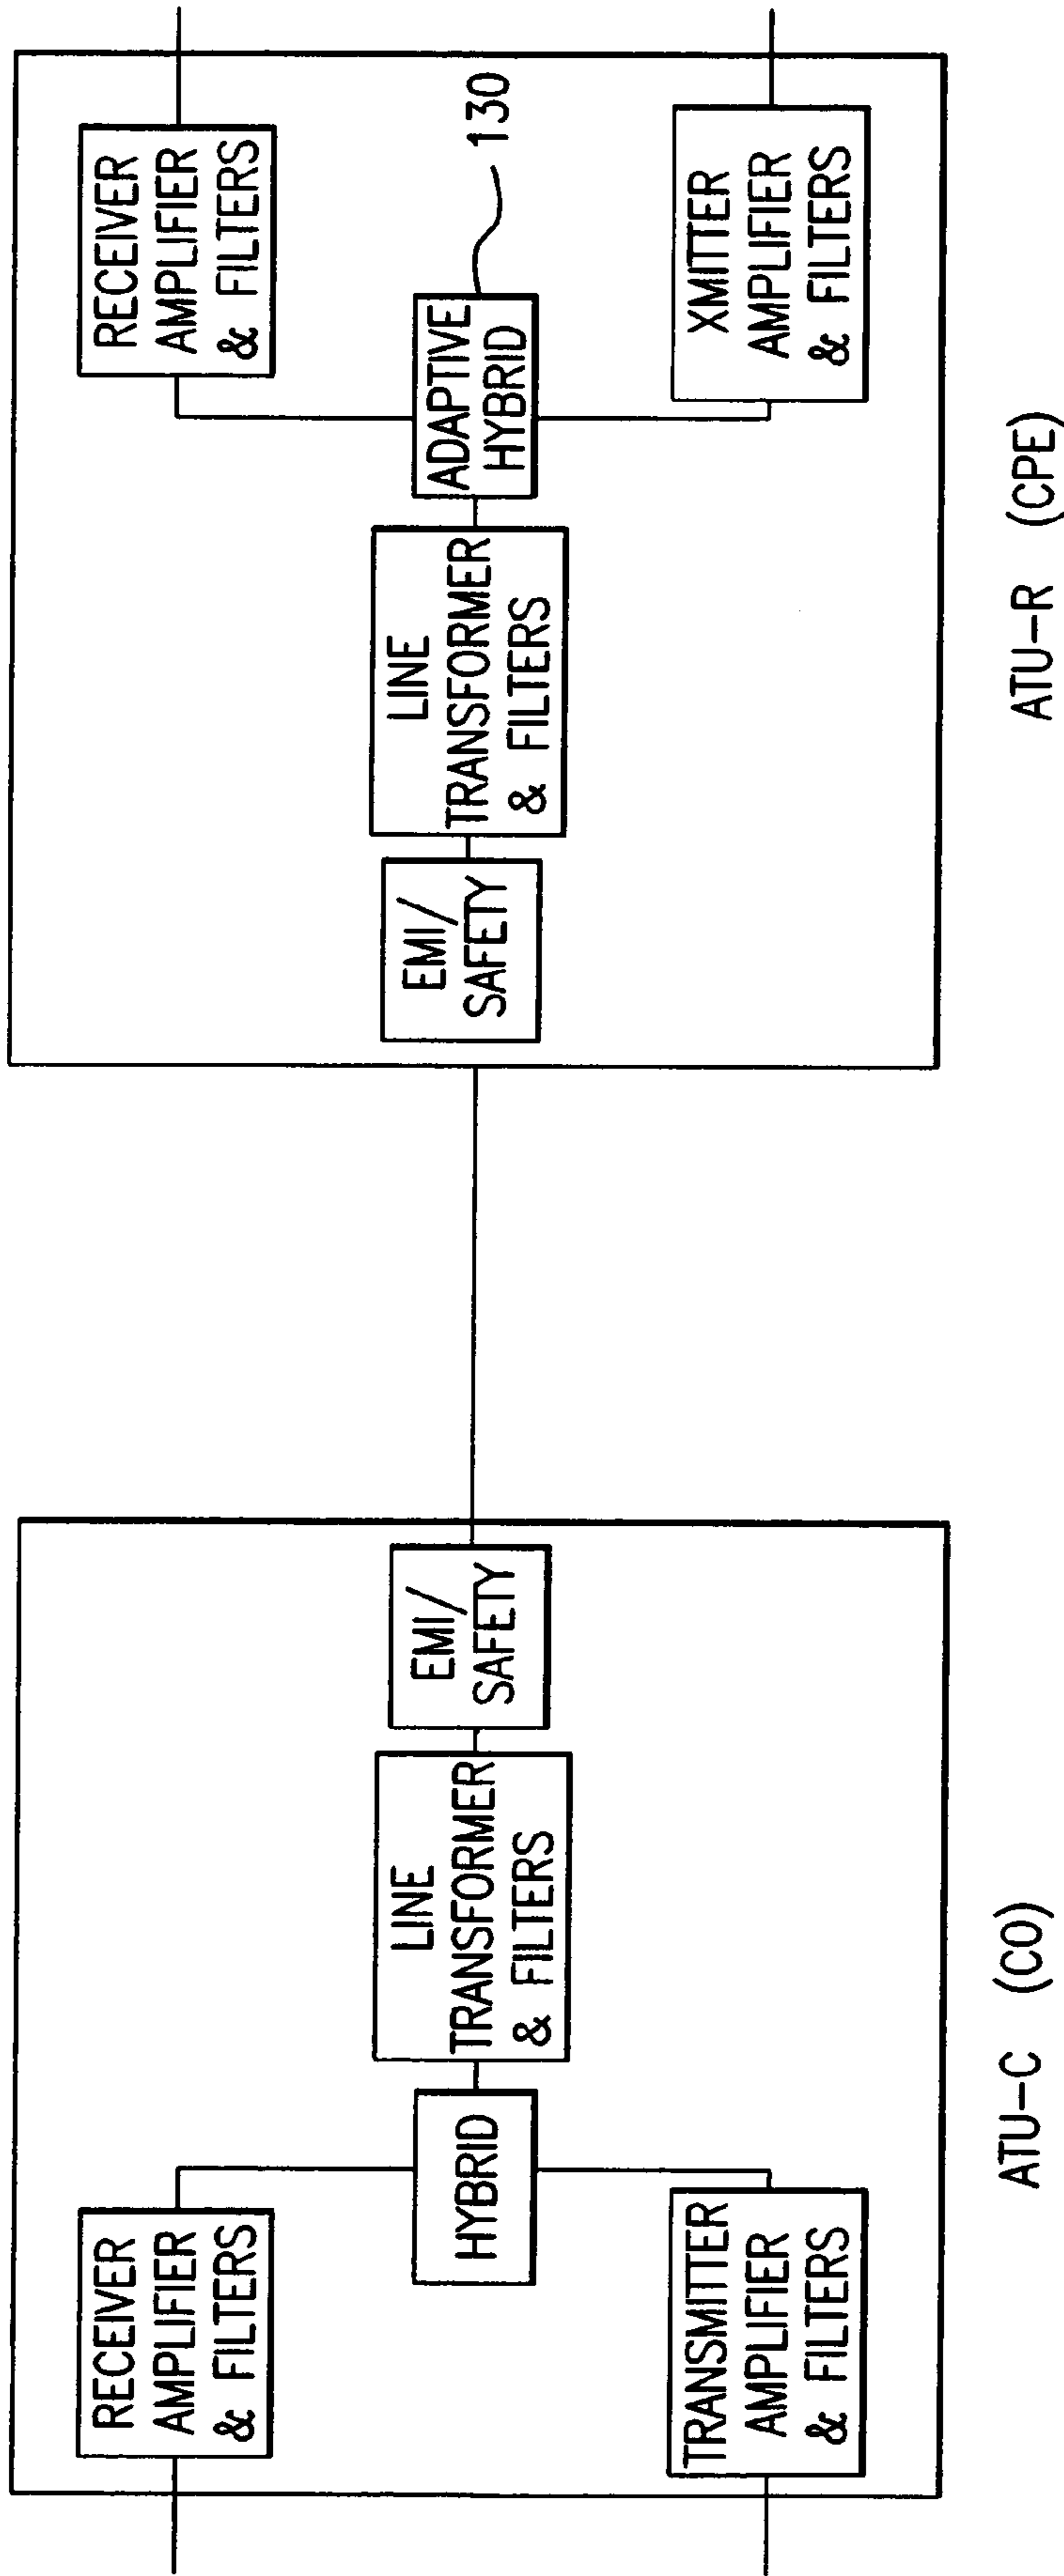 RECEIVER
AMPLIFIER
& FILTERS
HYBRID
TRANSMITTER
AMPLIFIER
& FILTERS
LINE
TRANSFORMER
& FILTERS
EMI/
SAFETY
ATU-C (CO)
EMI/
SAFETY
LINE
TRANSFORMER
& FILTERS
ADAPTIVE
HYBRID
130
RECEIVER
AMPLIFIER
& FILTERS
XMITTER
AMPLIFIER
& FILTERS
ATU-R (CPE)